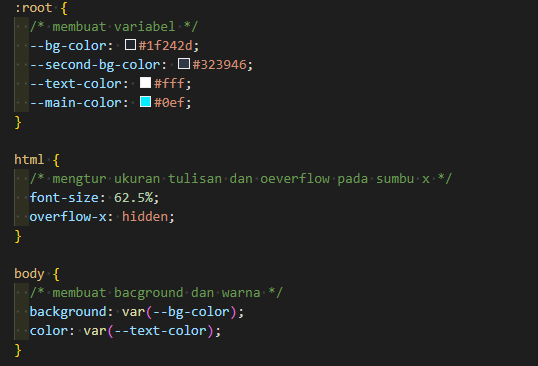 :root {
/* membuat variabel */
--bg-color: #1f242d;
--second-bg-color: #323946;
--text-color: #fff;
--main-color: #0ef;
}
html {
/* mengtur ukuran tulisan dan oeverflow pada sumbu x */
font-size: 62.5%;
overflow-x: hidden;
}
body {
/* membuat bacground dan warna */
background: var(--bg-color);
color: var(--text-color);
}